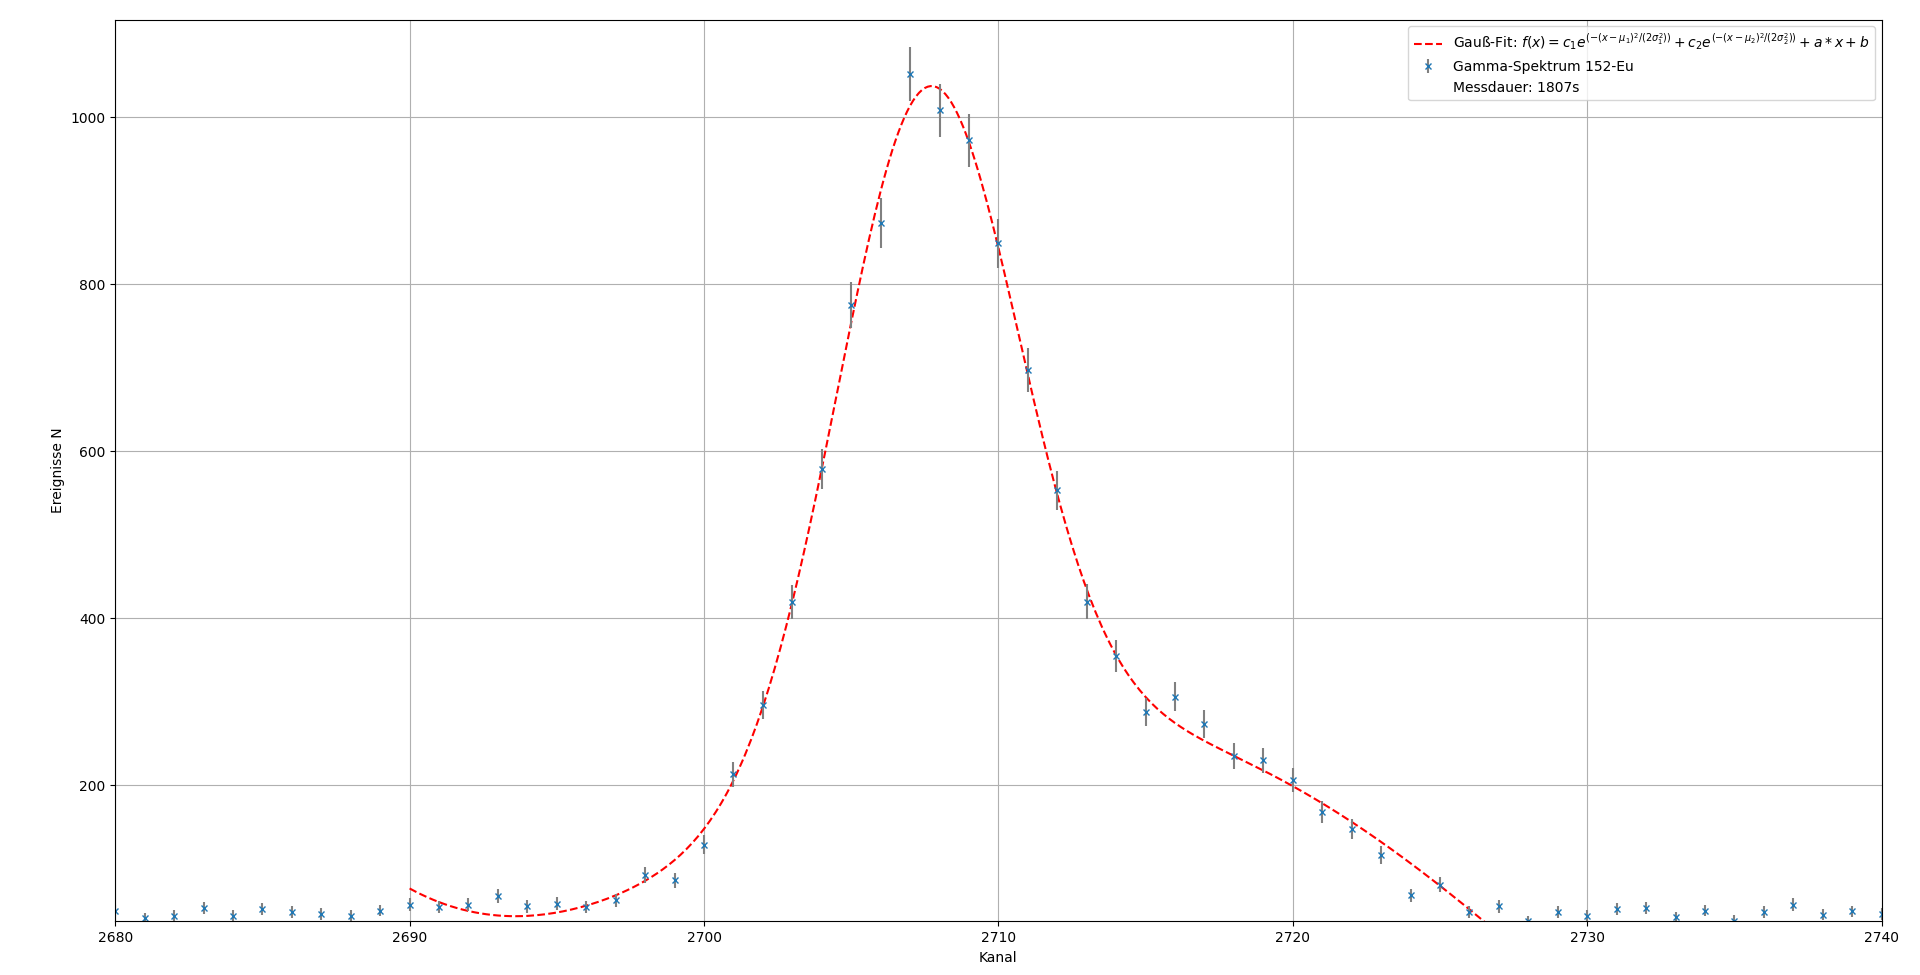 Gauß-Fit: f(x) = c₁e^(−(x−μ₁)²/(2σ₁²)) + c₂e^(−(x−μ₂)²/(2σ₂²)) + a * x + b
Gamma-Spektrum 152-Eu
Messdauer: 1807s
1000
800
600
400
200
Ereignisse N
2680 2690 2700 2710 2720 2730 2740
Kanal